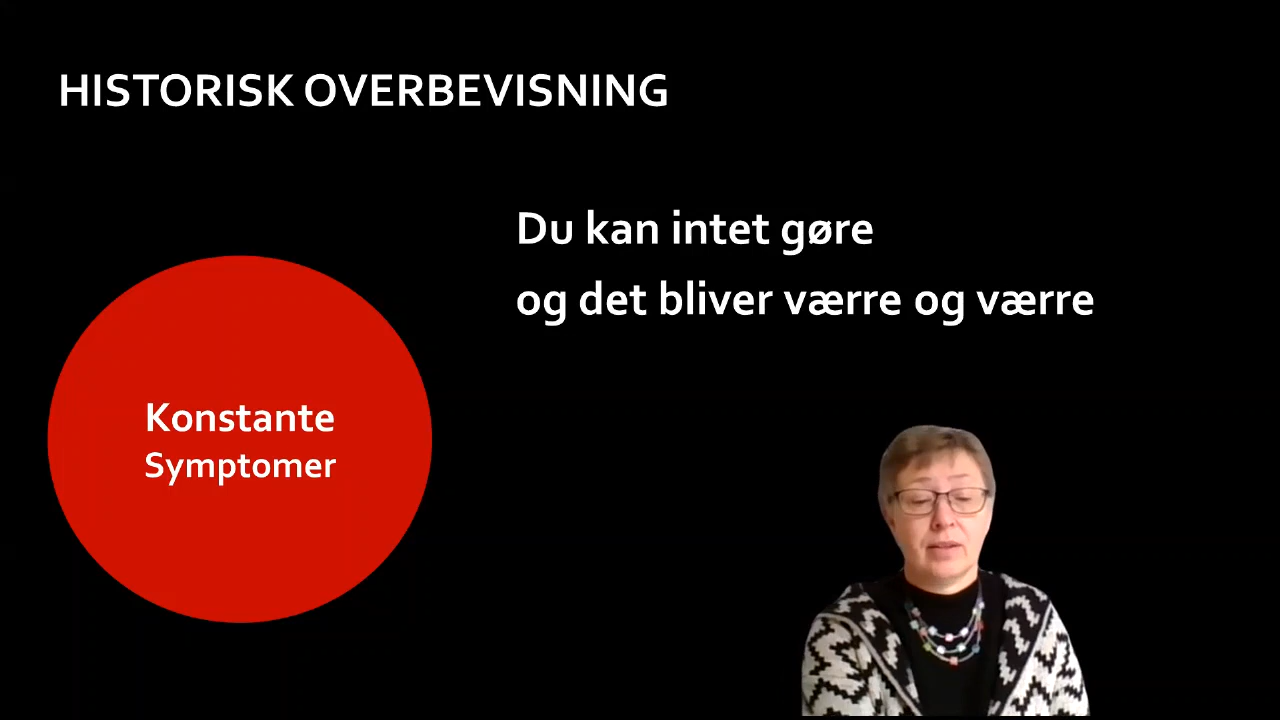 HISTORISK OVERBEVISNING
Du kan intet gøre
og det bliver værre og værre
Konstante
Symptomer